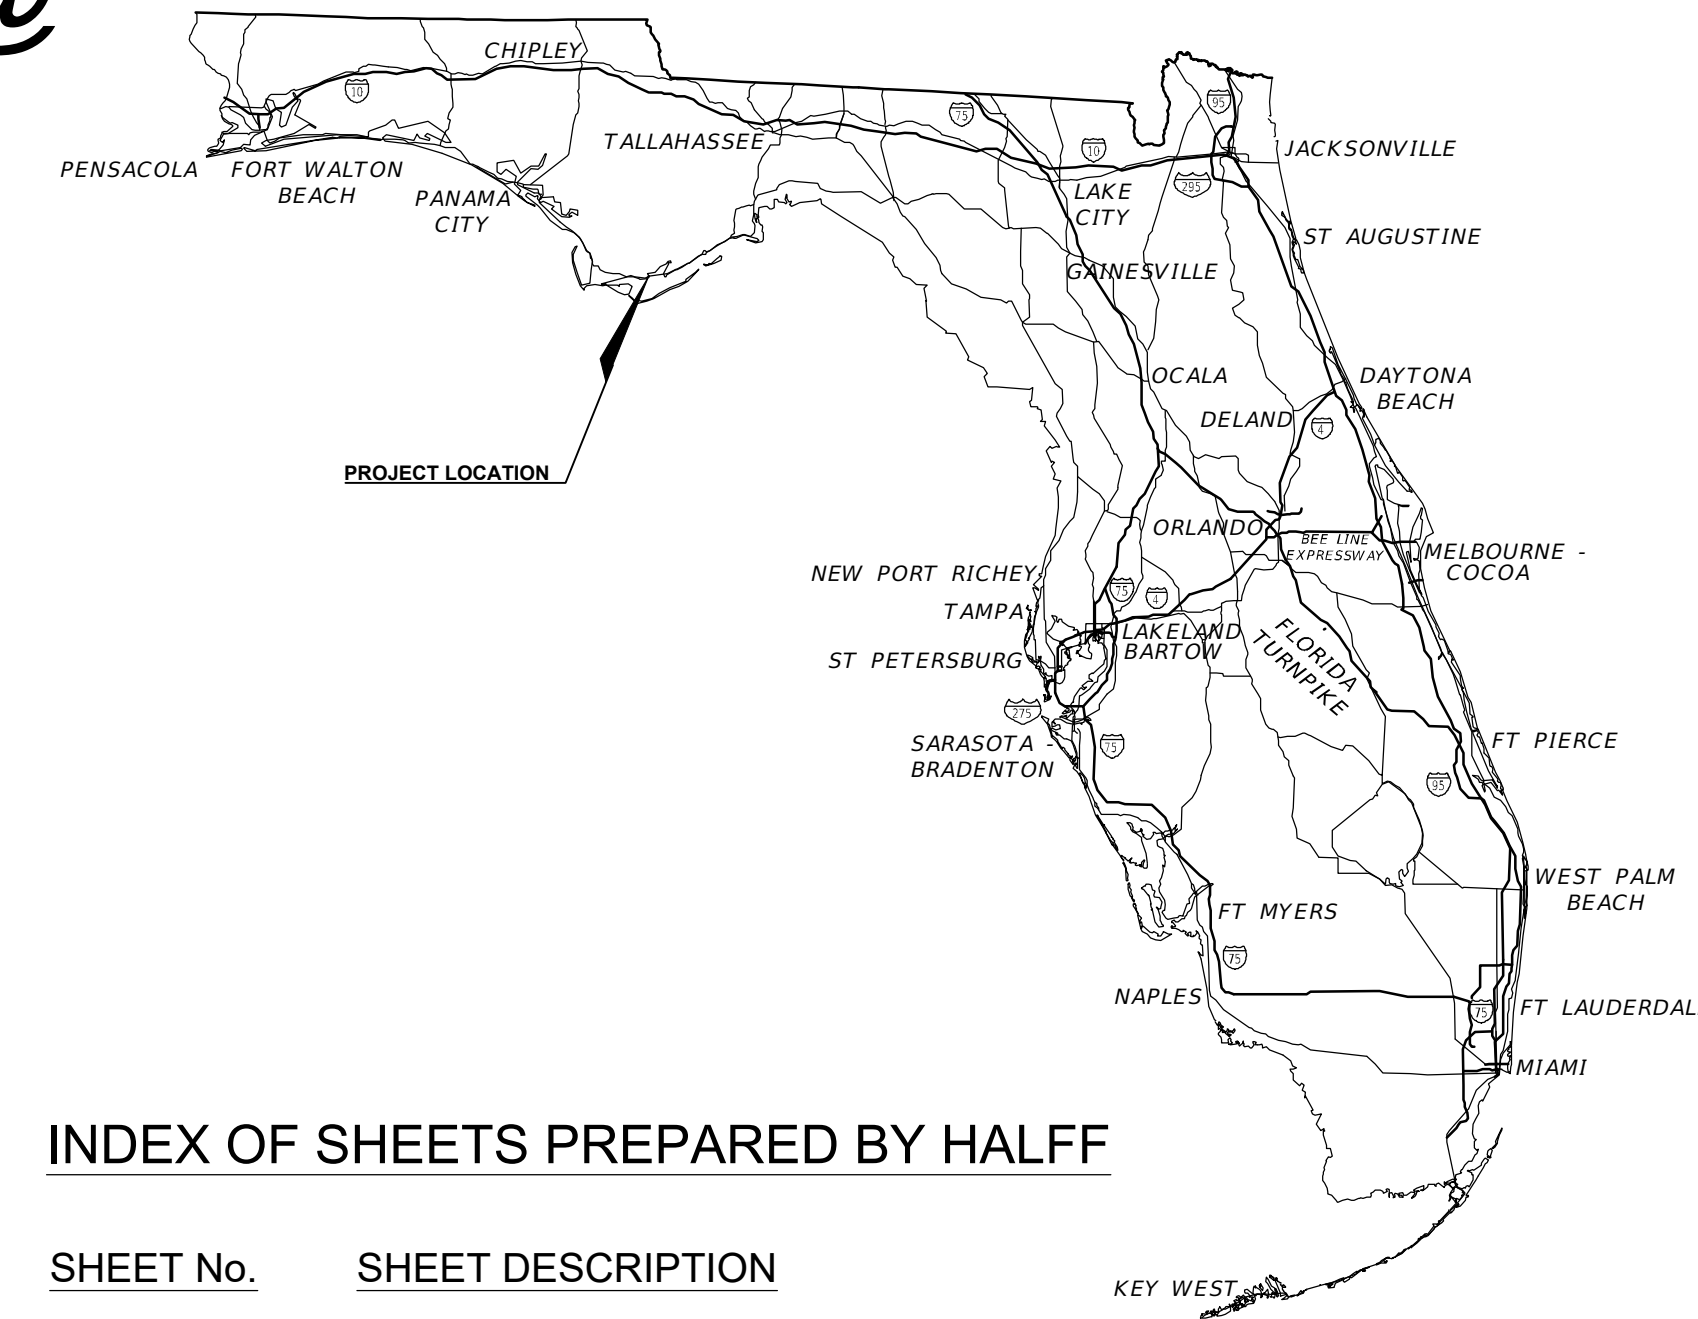 CHIPLEY
10
75
95
TALLAHASSEE
10
JACKSONVILLE
PENSACOLA
FORT WALTON
BEACH
PANAMA
CITY
295
LAKE
CITY
ST AUGUSTINE
GAINESVILLE
OCALA
DAYTONA
BEACH
DELAND
4
PROJECT LOCATION
ORLANDO
BEE LINE
EXPRESSWAY
MELBOURNE -
COCOA
NEW PORT RICHEY
75
4
TAMPA
LAKELAND
BARTOW
FLORIDA
TURNPIKE
ST PETERSBURG
275
SARASOTA -
BRADENTON
75
FT PIERCE
95
WEST PALM
BEACH
FT MYERS
75
NAPLES
75
FT LAUDERDAL
MIAMI
INDEX OF SHEETS PREPARED BY HALFF
SHEET No.
SHEET DESCRIPTION
KEY WEST